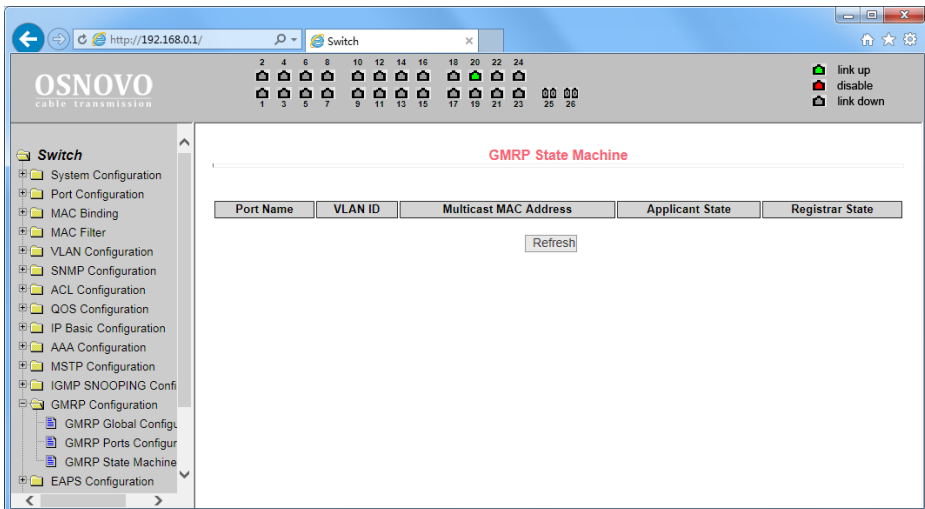 http://192.168.0.1/
Switch
OSNOVO
cable transmission
2 4 6 8 10 12 14 16 18 20 22 24
1 3 5 7 9 11 13 15 17 19 21 23 25 26
link up
disable
link down
Switch
System Configuration
Port Configuration
MAC Binding
MAC Filter
VLAN Configuration
SNMP Configuration
ACL Configuration
QOS Configuration
IP Basic Configuration
AAA Configuration
MSTP Configuration
IGMP SNOOPING Confi
GMRP Configuration
GMRP Global Configu
GMRP Ports Configur
GMRP State Machine
EAPS Configuration
GMRP State Machine
Port Name VLAN ID Multicast MAC Address Applicant State Registrar State
Refresh